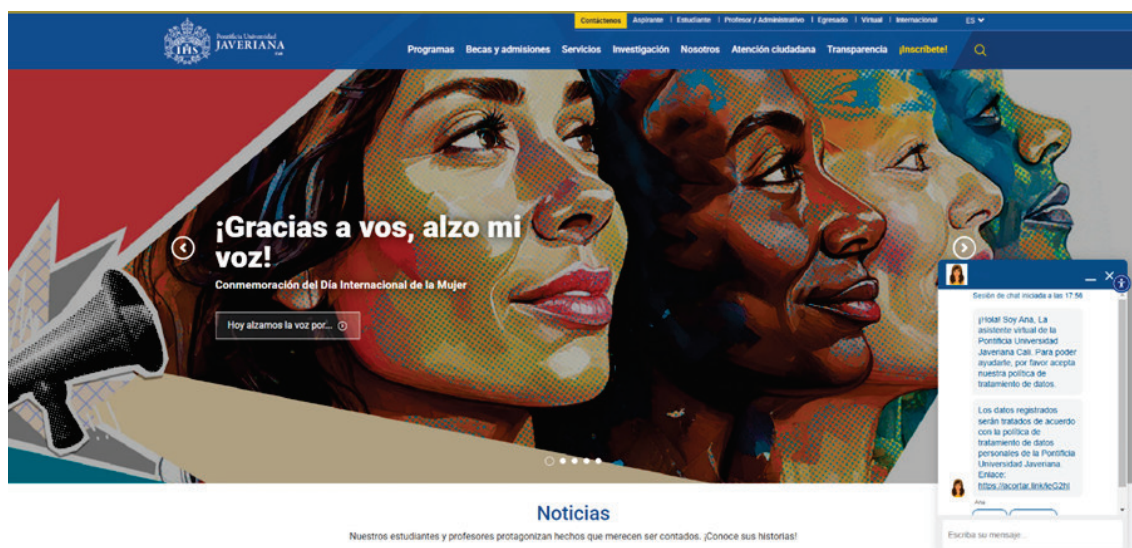 Contáctenos | Aspirante | Estudiante | Profesor / Administrativo | Egresado | Virtual | Internacional ES
Pontificia Universidad
JAVERIANA
Cali
IHS
Programas Becas y admisiones Servicios Investigación Nosotros Atención ciudadana Transparencia ¡Inscríbete!
¡Gracias a vos, alzo mi
voz!
Conmemoración del Día Internacional de la Mujer
Hoy alzamos la voz por...
Sesión de chat iniciada a las 17:56
¡Hola! Soy Ana, La
asistente virtual de la
Pontificia Universidad
Javeriana Cali. Para poder
ayudarte, por favor acepta
nuestra política de
tratamiento de datos.
Los datos registrados
serán tratados de acuerdo
con la política de
tratamiento de datos
personales de la Pontificia
Universidad Javeriana.
Enlace:
Ana
Escriba su mensaje...
Noticias
Nuestros estudiantes y profesores protagonizan hechos que merecen ser contados. ¡Conoce sus historias!